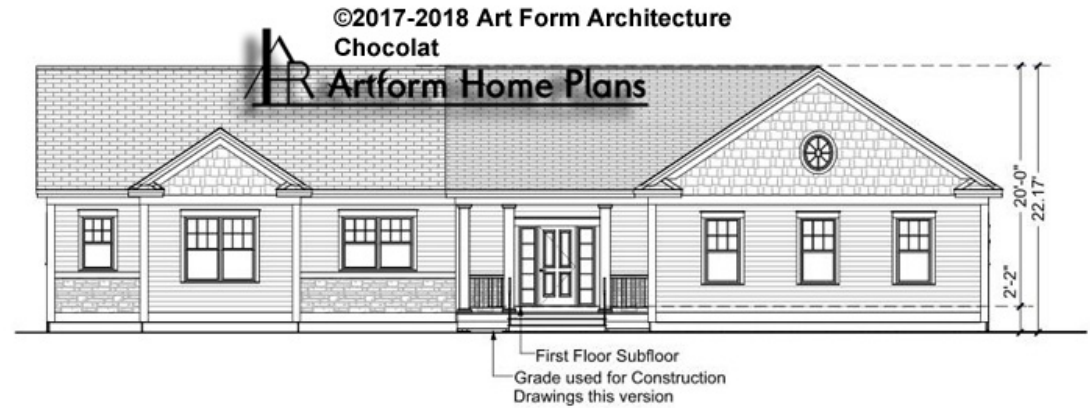 ©2017-2018 Art Form Architecture
Chocolat
Artform Home Plans
20'-0"
22.17'
2'-2"
First Floor Subfloor
Grade used for Construction
Drawings this version